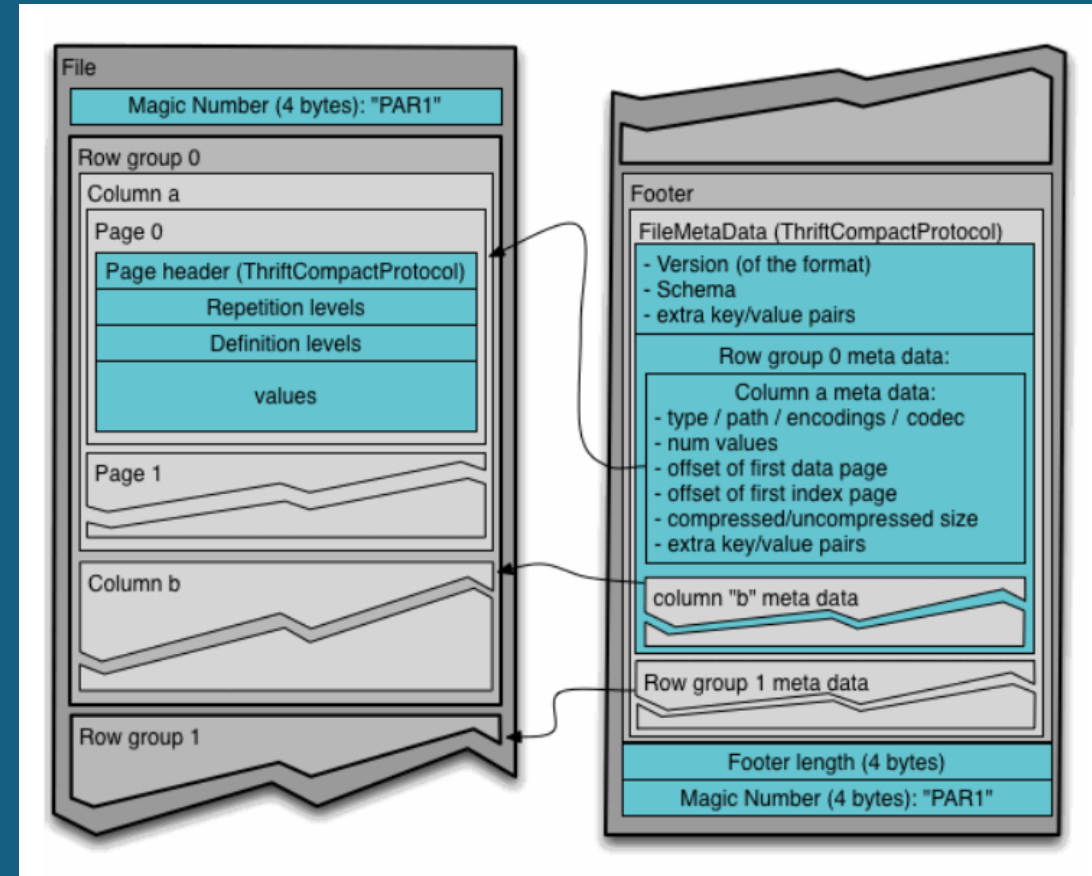 File
Magic Number (4 bytes): "PAR1"
Row group 0
Column a
Page 0
Page header (ThriftCompactProtocol)
Repetition levels
Definition levels
values
Page 1
Column b
Row group 1
Footer
FileMetaData (ThriftCompactProtocol)
- Version (of the format)
- Schema
- extra key/value pairs
Row group 0 meta data:
Column a meta data:
- type / path / encodings / codec
- num values
- offset of first data page
- offset of first index page
- compressed/uncompressed size
- extra key/value pairs
column "b" meta data
Row group 1 meta data
Footer length (4 bytes)
Magic Number (4 bytes): "PAR1"